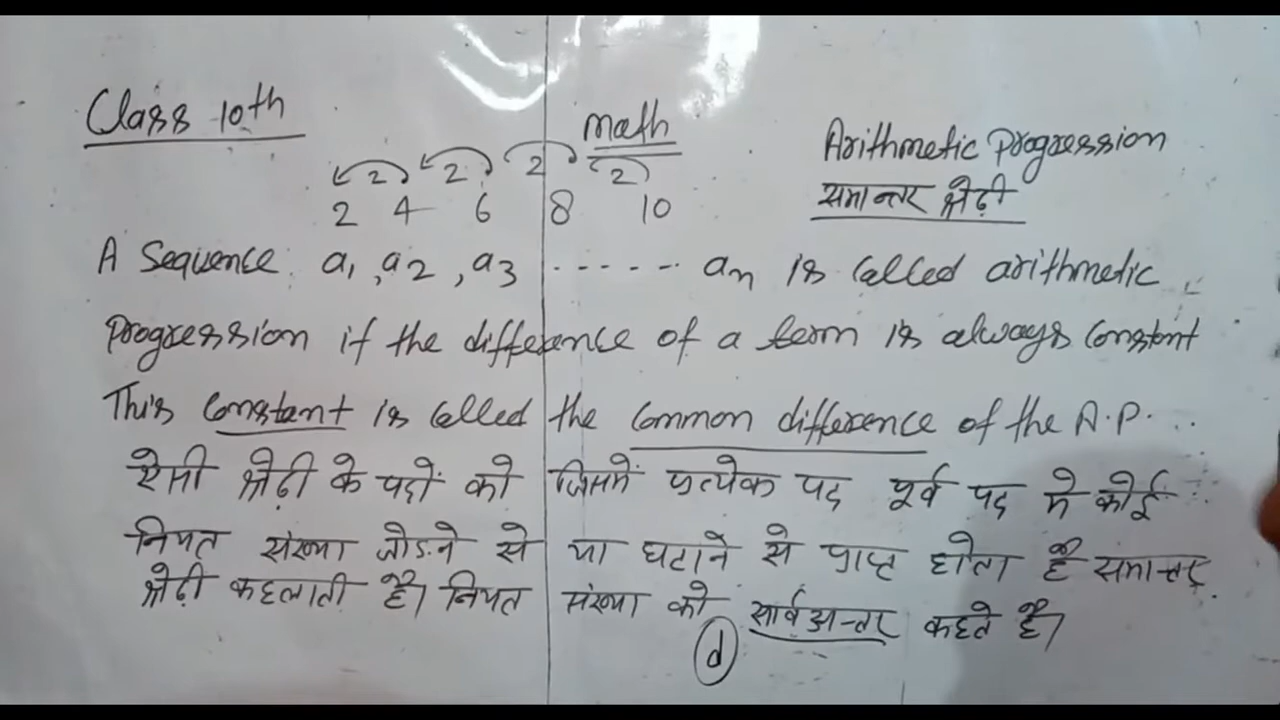 Class 10th
Math
Arithmetic Progression
समान्तर श्रेढ़ी
2 2 2 2
2 4 6 8 10
A Sequence a1, a2, a3 ------ an is called arithmetic
Progression if the difference of a term is always constant
This constant is called the common difference of the A.P.
ऐसी श्रेढ़ी के पदों को जिसमें प्रत्येक पद पूर्व पद मे कोई
नियत संख्या जोड़ने से या घटाने से प्राप्त होता है समान्तर
श्रेढ़ी कहलाती है। नियत संख्या को सार्वअन्तर कहते है।
d